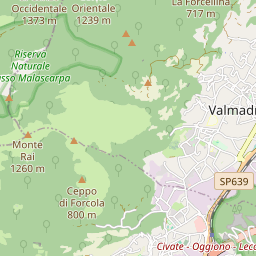 Occidentale
1373 m
Orientale
1239 m
La Forcellina
717 m
Riserva
Naturale
Sasso Malascarpa
Valmadr
Monte
Rai
1260 m
SP639
Ceppo
di Forcola
800 m
Civate - Oggiono - Lecc